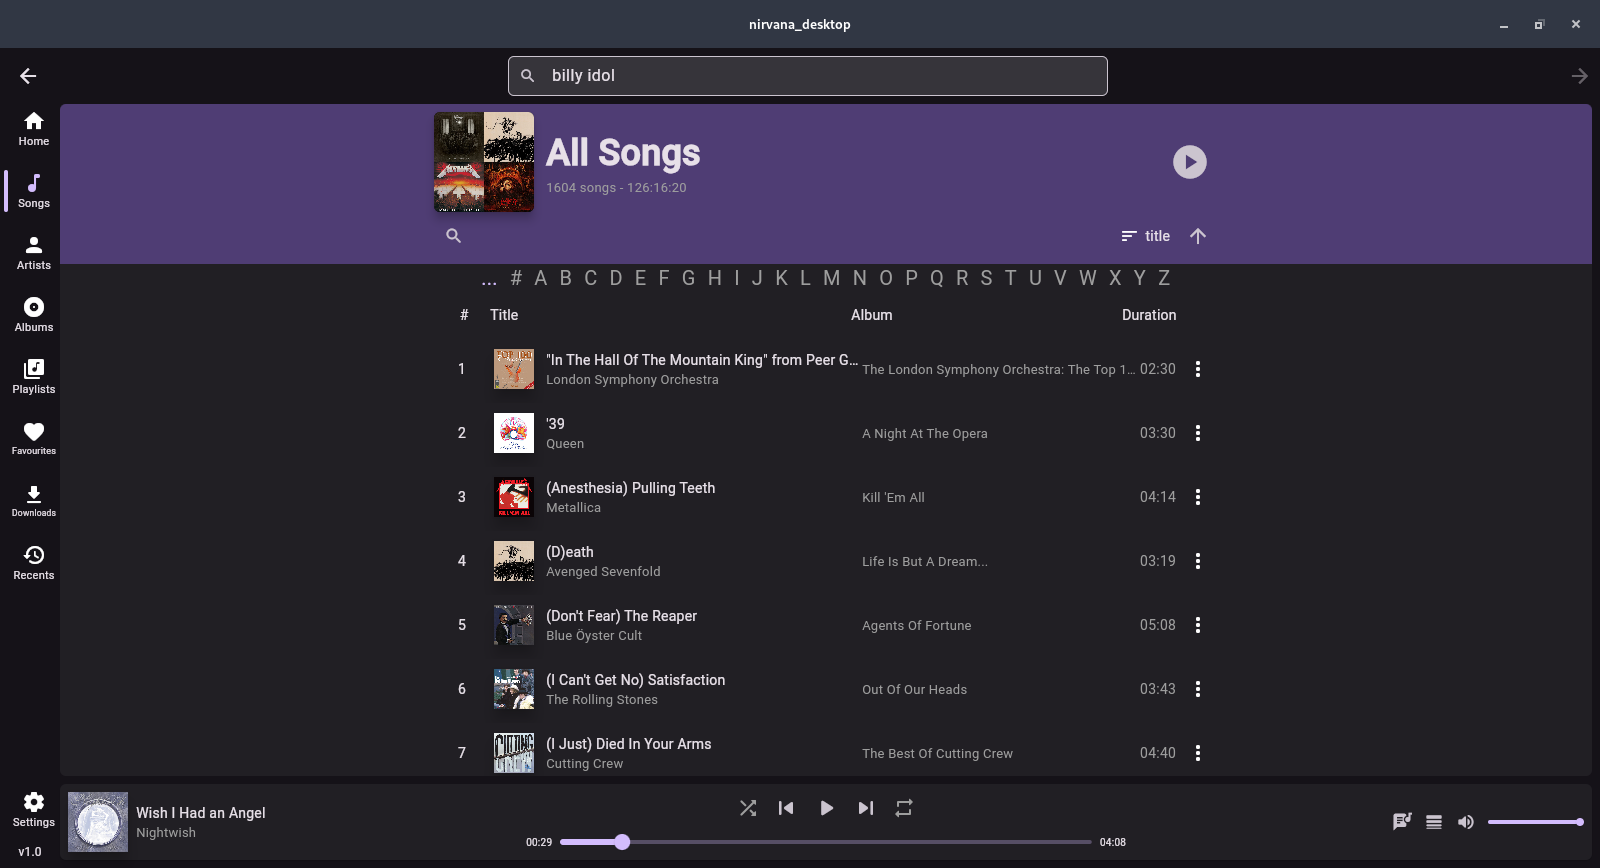 nirvana_desktop
billy idol
Home
Songs
Artists
Albums
Playlists
Favourites
Downloads
Recents
Settings
v1.0
All Songs
1604 songs - 126:16:20
title
... # A B C D E F G H I J K L M N O P Q R S T U V W X Y Z
# Title Album Duration
1 "In The Hall Of The Mountain King" from Peer G... The London Symphony Orchestra: The Top 1... 02:30
London Symphony Orchestra
2 '39 A Night At The Opera 03:30
Queen
3 (Anesthesia) Pulling Teeth Kill 'Em All 04:14
Metallica
4 (D)eath Life Is But A Dream... 03:19
Avenged Sevenfold
5 (Don't Fear) The Reaper Agents Of Fortune 05:08
Blue Öyster Cult
6 (I Can't Get No) Satisfaction Out Of Our Heads 03:43
The Rolling Stones
7 (I Just) Died In Your Arms The Best Of Cutting Crew 04:40
Cutting Crew
Wish I Had an Angel
Nightwish
00:29 04:08